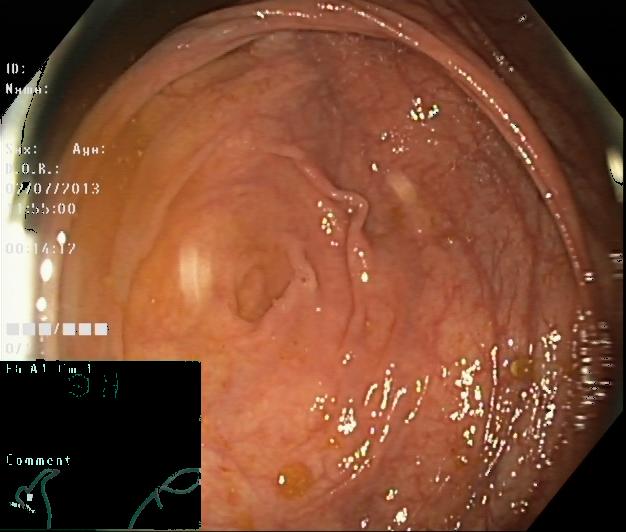 ID:
Name:
Sex: Age:
D.O.B.:
02/07/2013
11:55:00
00:14:12
Comment